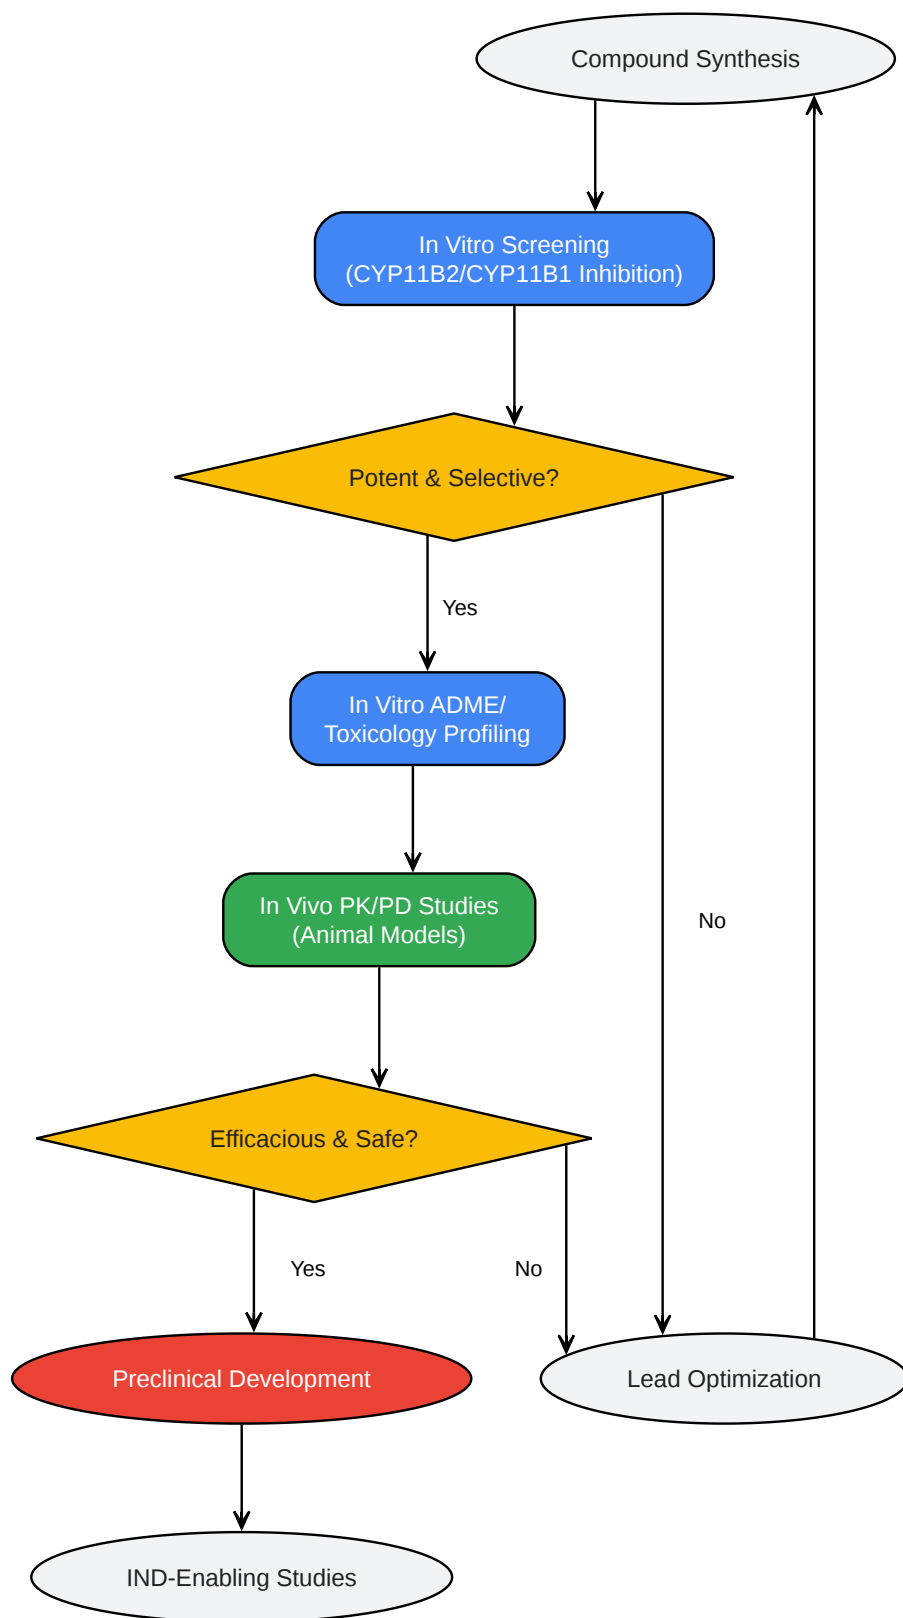 Compound Synthesis
In Vitro Screening
(CYP11B2/CYP11B1 Inhibition)
Potent & Selective?
Yes
In Vitro ADME/
Toxicology Profiling
In Vivo PK/PD Studies
(Animal Models)
No
Efficacious & Safe?
Yes
No
Preclinical Development
Lead Optimization
IND-Enabling Studies